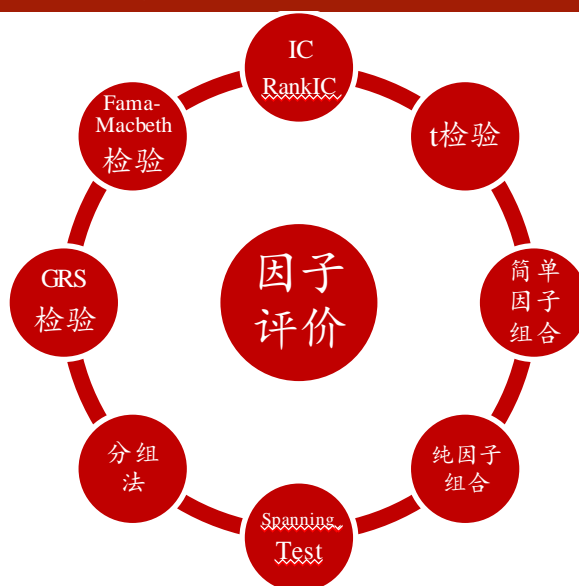 IC
RankIC
Fama-
Macbeth
检验
t检验
因子
评价
GRS
检验
简单
因子
组合
分组
法
纯因子
组合
Spanning
Test